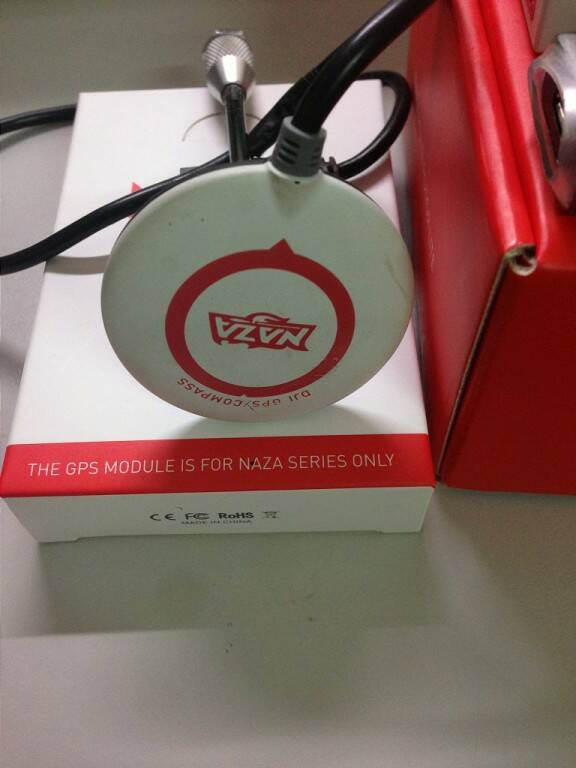 NAZA
DJI GPS/COMPASS
THE GPS MODULE IS FOR NAZA SERIES ONLY
CE FC RoHS
MADE IN CHINA